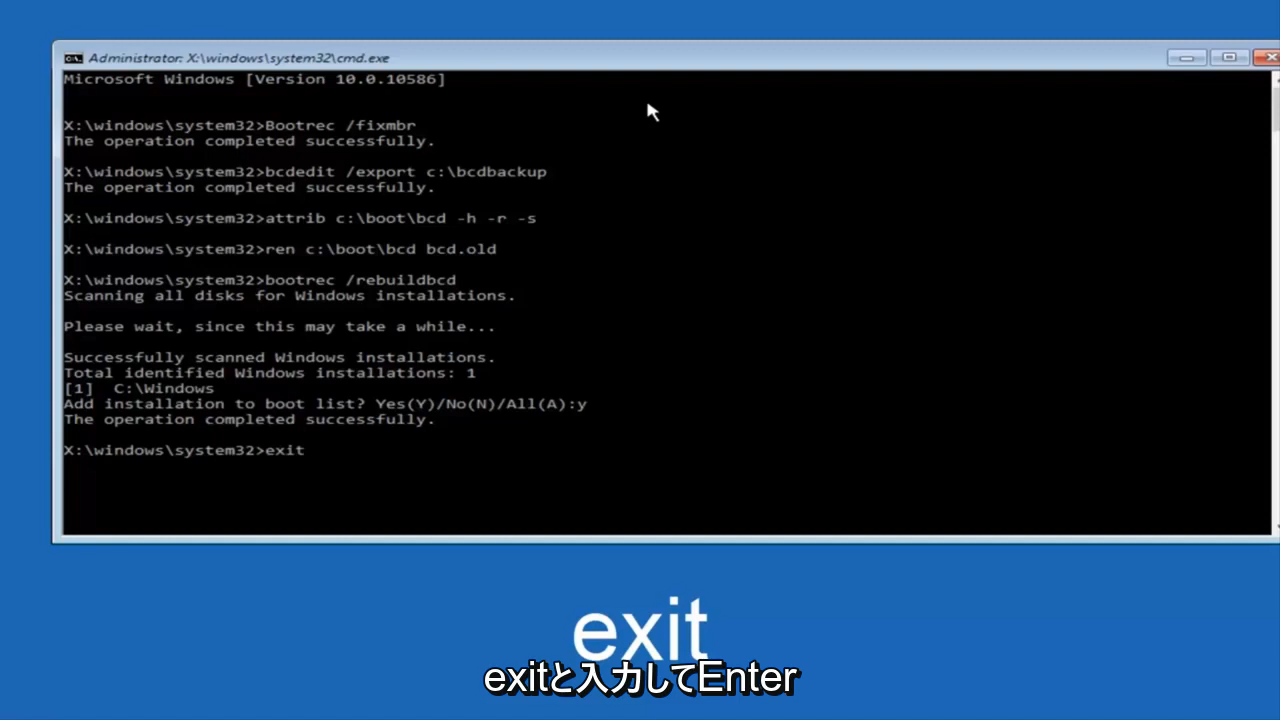 Administrator: X:\windows\system32\cmd.exe
Microsoft Windows [Version 10.0.10586]
X:\windows\system32>Bootrec /fixmbr
The operation completed successfully.
X:\windows\system32>bcdedit /export c:\bcdbackup
The operation completed successfully.
X:\windows\system32>attrib c:\boot\bcd -h -r -s
X:\windows\system32>ren c:\boot\bcd bcd.old
X:\windows\system32>bootrec /rebuildbcd
Scanning all disks for Windows installations.
Please wait, since this may take a while...
Successfully scanned Windows installations.
Total identified Windows installations: 1
[1]  C:\Windows
Add installation to boot list? Yes(Y)/No(N)/All(A):y
The operation completed successfully.
X:\windows\system32>exit
exit
exitと入力してEnter